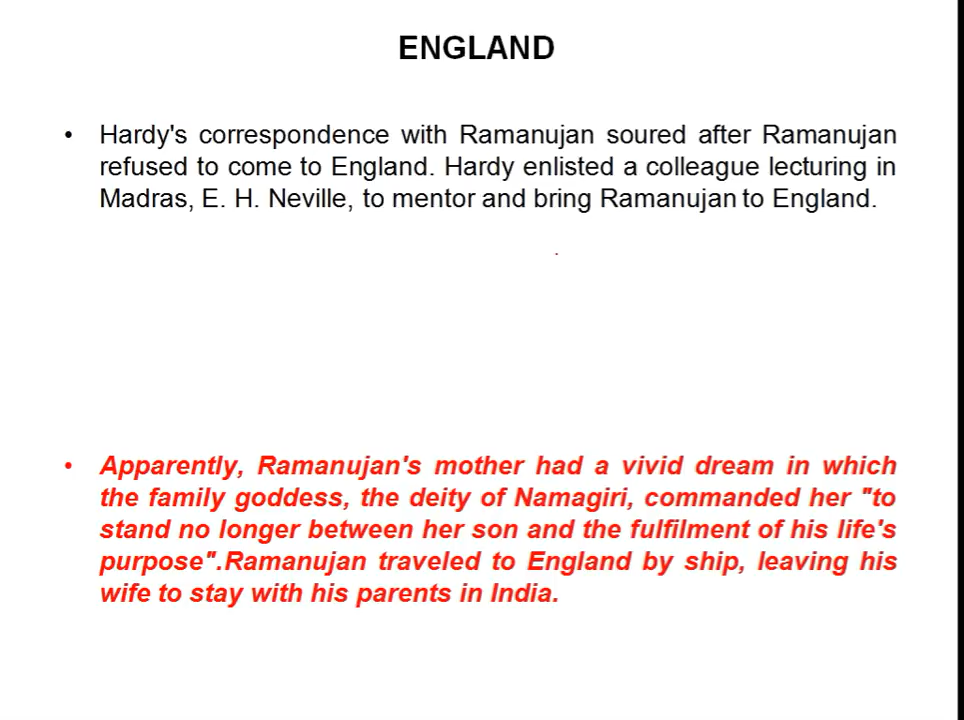 ENGLAND
• Hardy's correspondence with Ramanujan soured after Ramanujan
refused to come to England. Hardy enlisted a colleague lecturing in
Madras, E. H. Neville, to mentor and bring Ramanujan to England.
• Apparently, Ramanujan's mother had a vivid dream in which
the family goddess, the deity of Namagiri, commanded her "to
stand no longer between her son and the fulfilment of his life's
purpose".Ramanujan traveled to England by ship, leaving his
wife to stay with his parents in India.